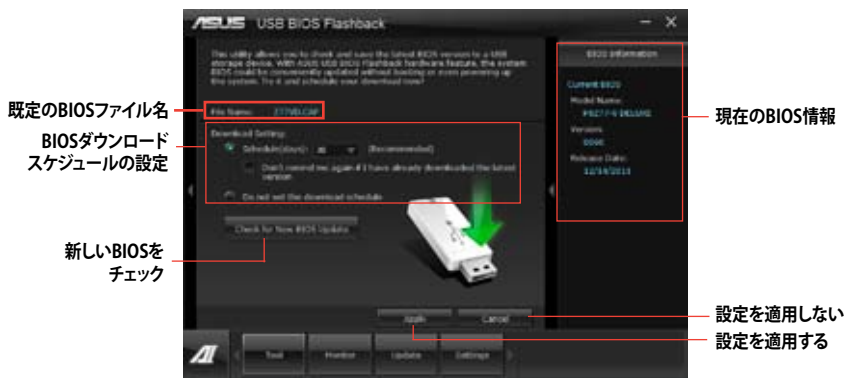 ASUS USB BIOS Flashback
This utility allows you to check and save the latest BIOS version to a USB
storage device. With ASUS USB BIOS Flashback hardware feature, the system
BIOS could be conveniently updated without booting or even powering up
the system. Try it and schedule your download now!
BIOS Information
Current BIOS
Model Name:
P8Z77-V DELUXE
Version:
Release Date:
既定のBIOSファイル名
File Name: Z77VD.CAP
現在のBIOS情報
BIOSダウンロード
スケジュールの設定
Download Setting:
Schedule(days): (Recommended)
Don't remind me again if I have already downloaded the latest
version
Do not set the download schedule
新しいBIOSを
チェック
Check for New BIOS Update
Apply Cancel
設定を適用しない
設定を適用する
AI Tool Monitor Update Settings